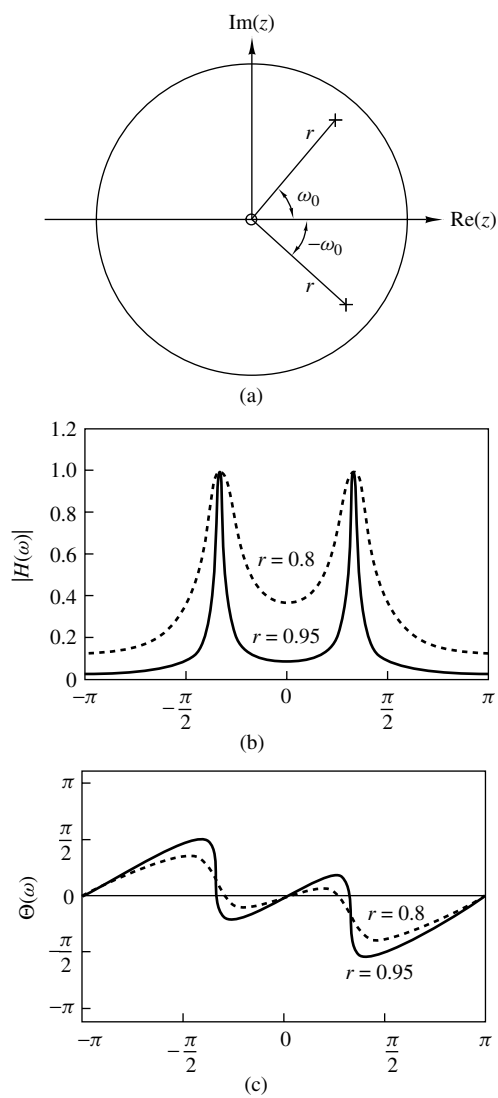 Im(z)
r
ω₀
Re(z)
−ω₀
r
(a)
1.2
1.0
0.8
0.6
0.4
0.2
0
|H(ω)|
r = 0.8
r = 0.95
−π
−π/2
0
π/2
π
(b)
π
π/2
0
−π/2
−π
Θ(ω)
r = 0.8
r = 0.95
−π
−π/2
0
π/2
π
(c)